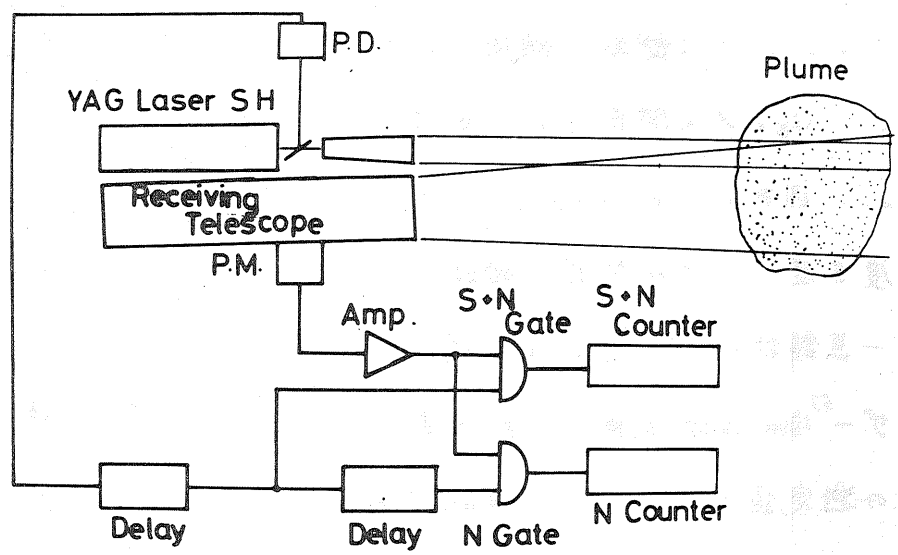 P.D.
Plume
YAG Laser SH
Receiving
Telescope
P.M.
Amp.
S+N
Gate
S+N
Counter
Delay
Delay
N Gate
N Counter